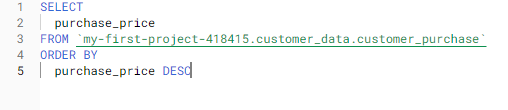 1 SELECT
2 purchase_price
3 FROM `my-first-project-418415.customer_data.customer_purchase`
4 ORDER BY
5 purchase_price DESC